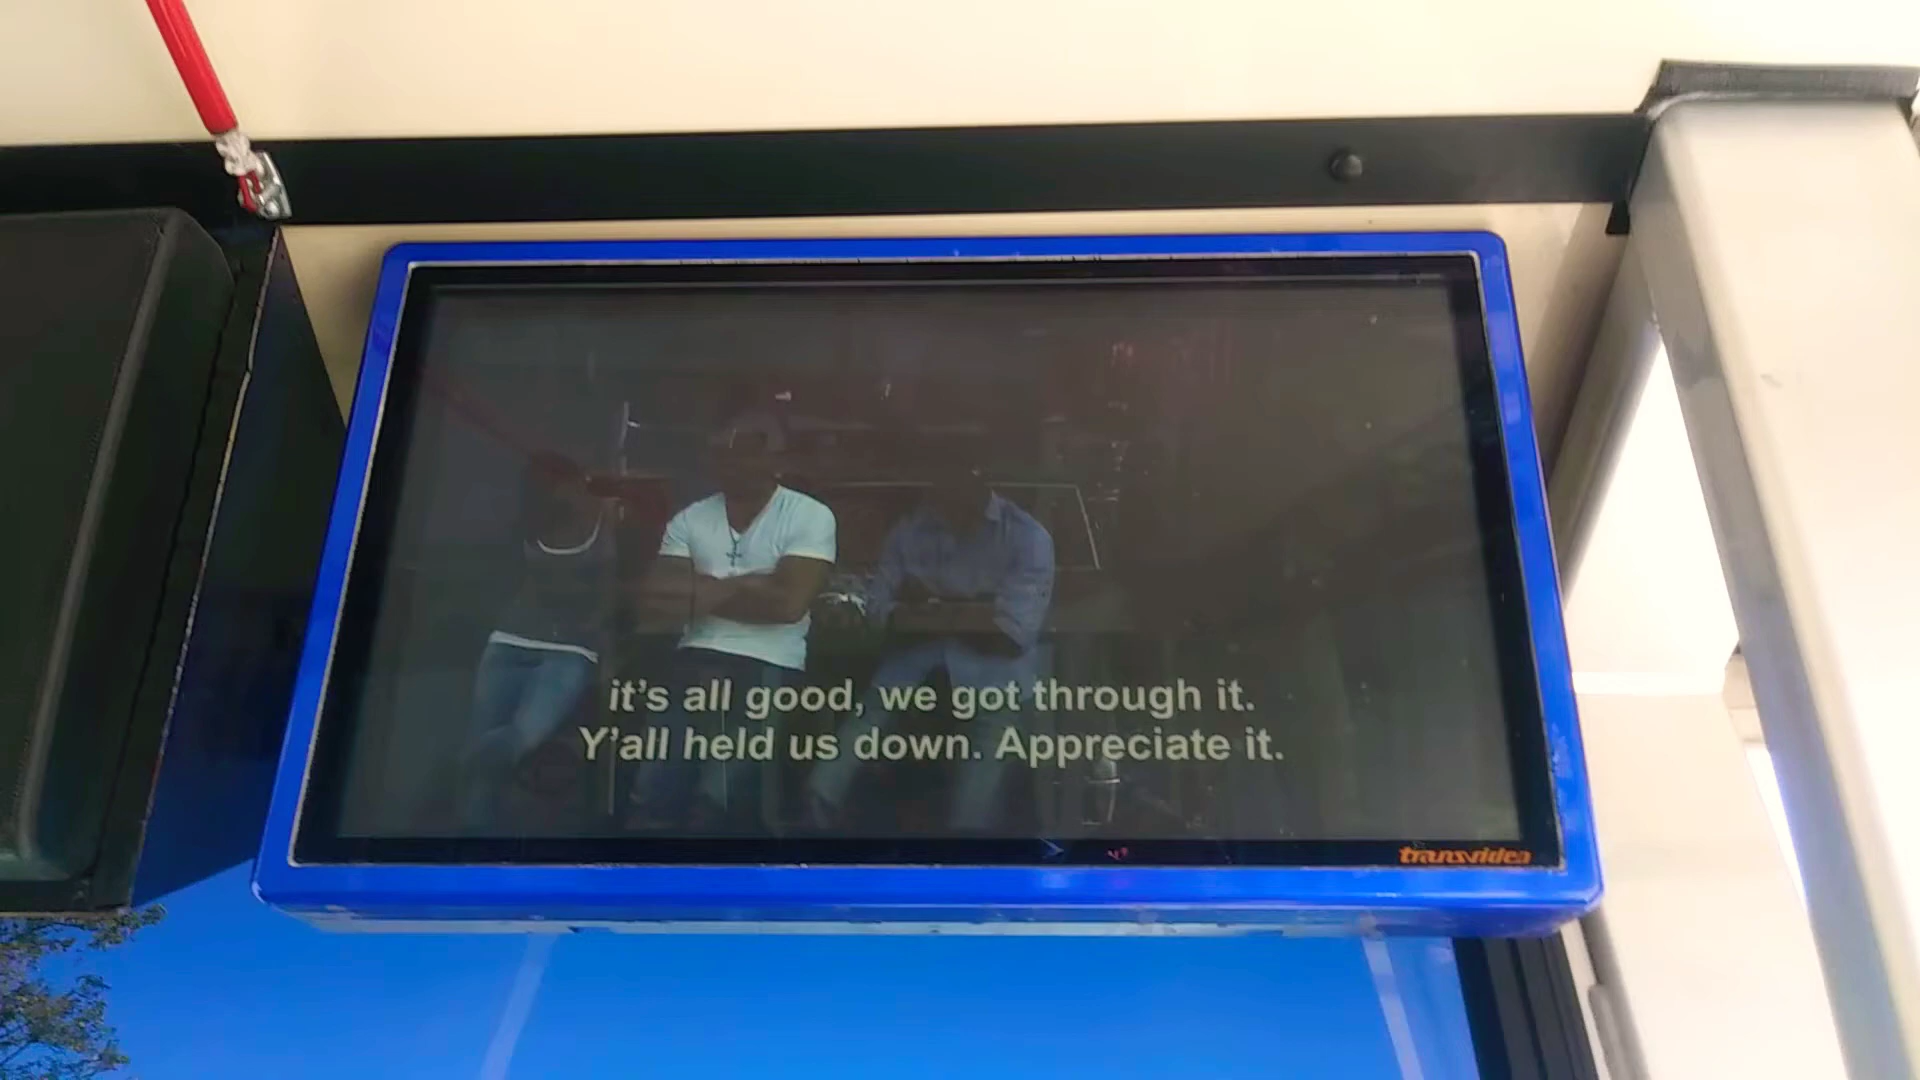 it's all good, we got through it.
Y'all held us down. Appreciate it.
transvideo